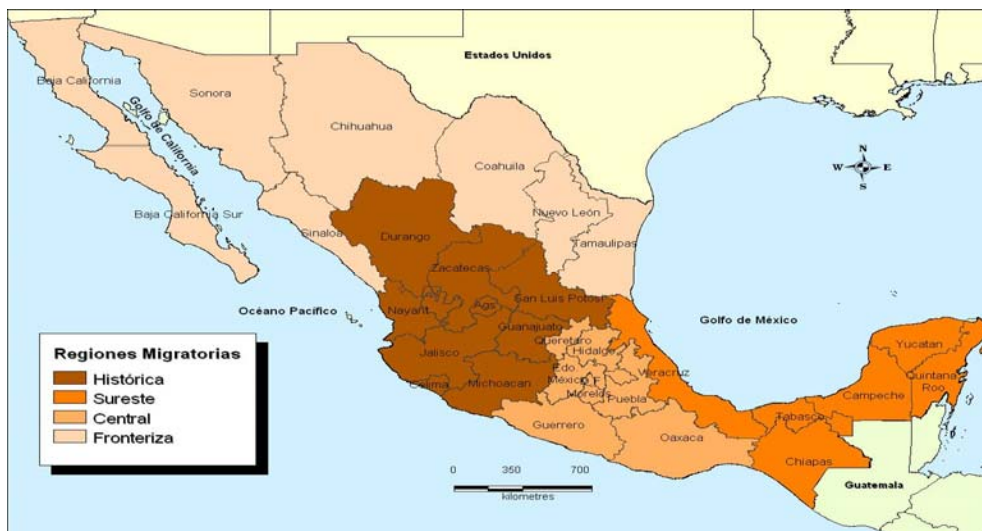 Estados Unidos
Baja California
Sonora
Golfo de California
Chihuahua
Coahuila
N
W E
S
Baja California Sur
Nuevo León
Sinaloa
Durango
Tamaulipas
Zacatecas
San Luis Potosí
Océano Pacífico
Nayarit
Ags
Golfo de México
Guanajuato
Queretaro
Hidalgo
Yucatan
Jalisco
Edo.
México
D.F.
Veracruz
Quintana
Roo
Colima
Michoacan
Morelos
Puebla
Campeche
Tabasco
Guerrero
Oaxaca
Chiapas
Guatemala
Regiones Migratorias
Histórica
Sureste
Central
Fronteriza
0 350 700
kilometres